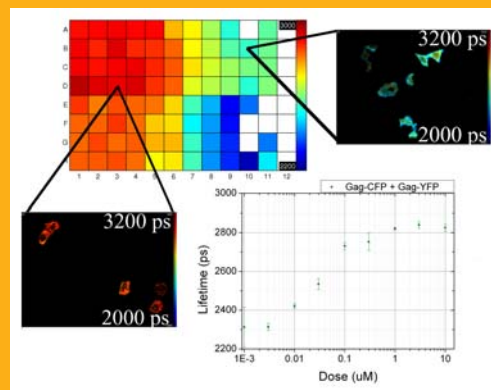 3000
A
B
C
D
E
F
G
2200
1 2 3 4 5 6 7 8 9 10 11 12
3200 ps
2000 ps
3200 ps
2000 ps
Gag-CFP + Gag-YFP
Lifetime (ps)
3000
2800
2600
2400
2200
1E-3 0.01 0.1 1 10
Dose (uM)